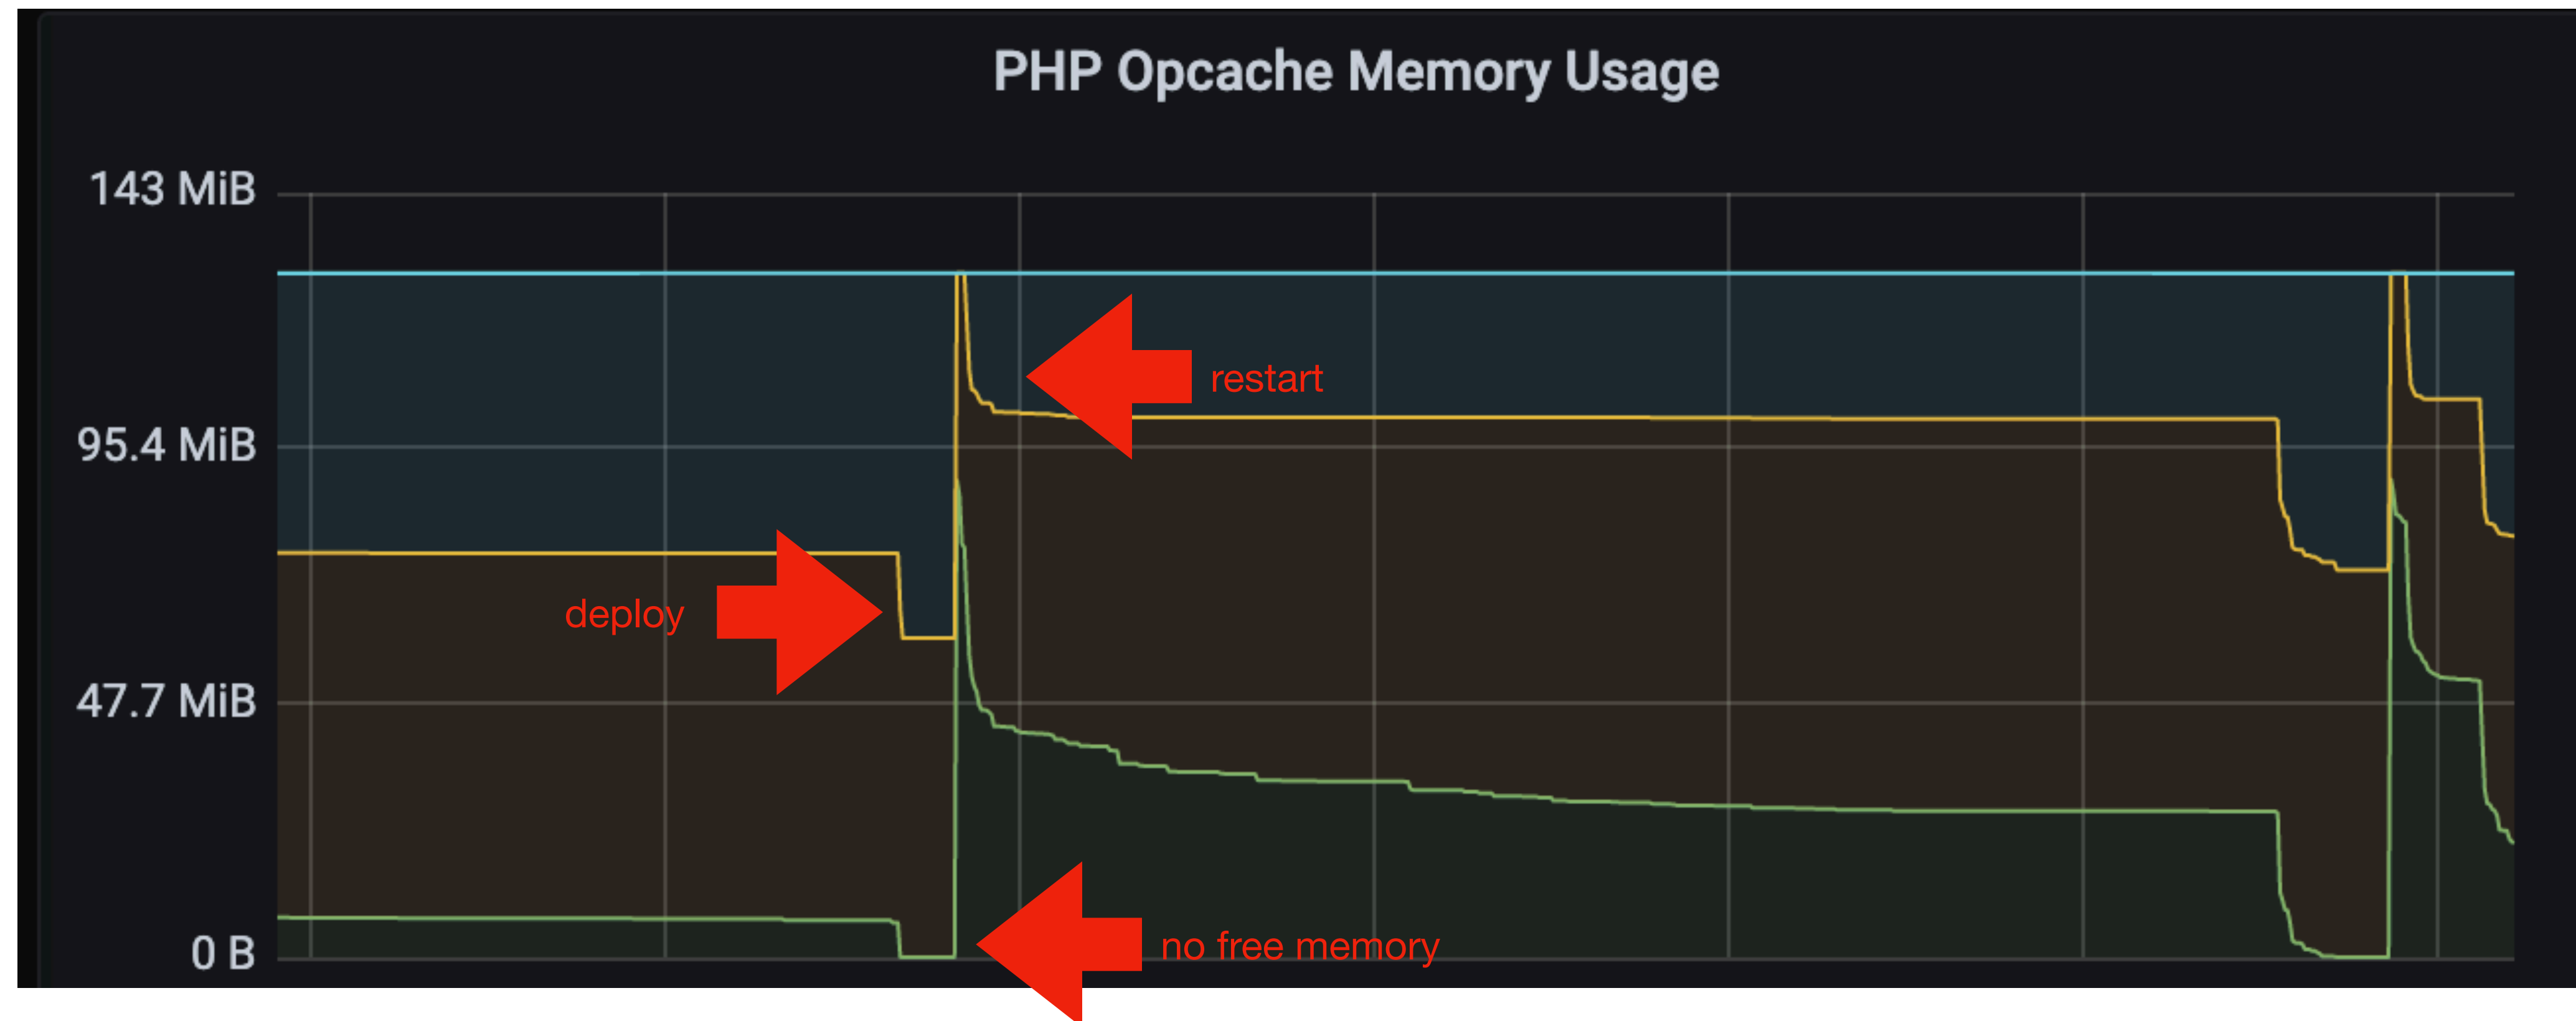 PHP Opcache Memory Usage
143 MiB
restart
95.4 MiB
deploy
47.7 MiB
no free memory
0 B